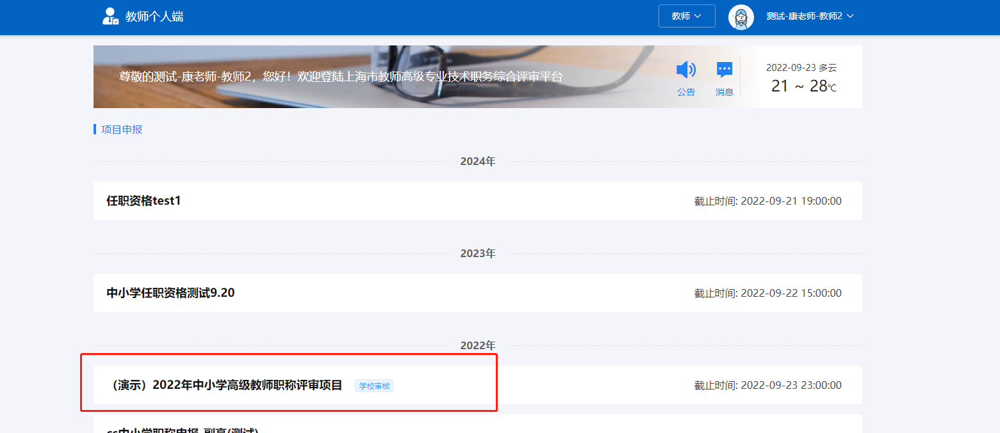 教师个人端
教师
测试-康老师-教师2
尊敬的测试-康老师-教师2，您好！欢迎登陆上海市教师高级专业技术职务综合评审平台
公告
消息
2022-09-23 多云
21 ~ 28℃
项目申报
2024年
任职资格test1
截止时间: 2022-09-21 19:00:00
2023年
中小学任职资格测试9.20
截止时间: 2022-09-22 15:00:00
2022年
（演示）2022年中小学高级教师职称评审项目
学校审核
截止时间: 2022-09-23 23:00:00
cs中小学职称申报-副高(测试)